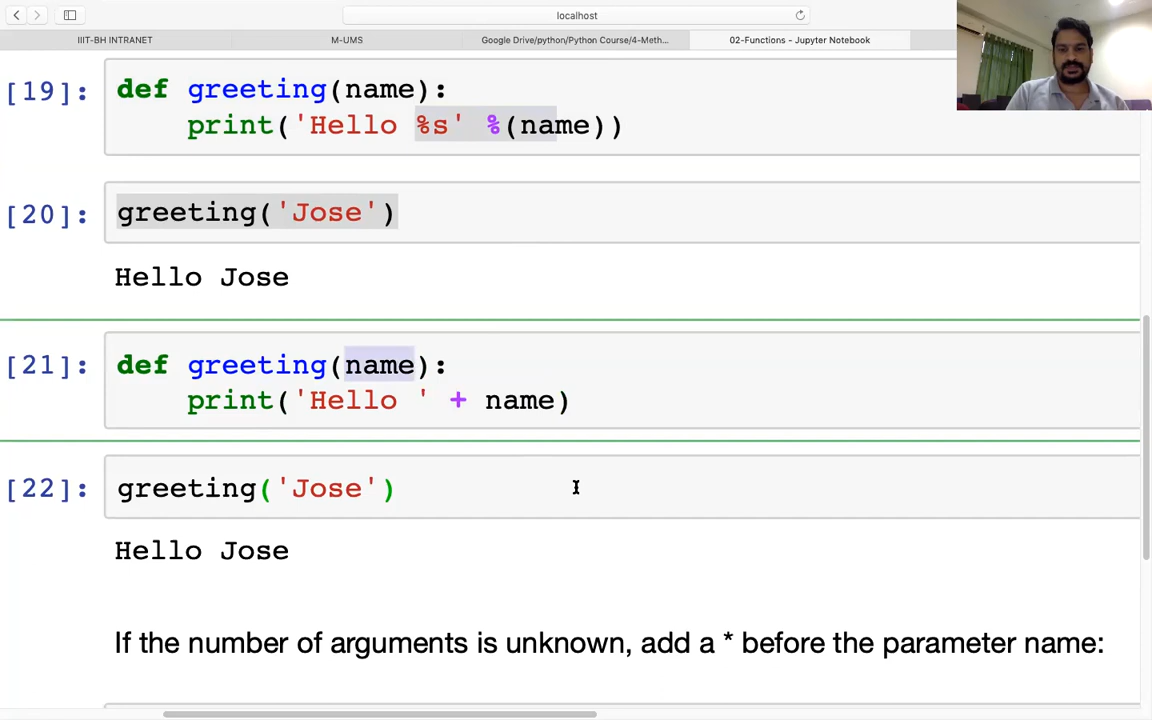 localhost
IIIT-BH INTRANET
M-UMS
Google Drive/python/Python Course/4-Meth...
02-Functions - Jupyter Notebook
[19]:
def greeting(name):
print('Hello %s' %(name))
[20]:
greeting('Jose')
Hello Jose
[21]:
def greeting(name):
print('Hello ' + name)
[22]:
greeting('Jose')
Hello Jose
If the number of arguments is unknown, add a * before the parameter name: